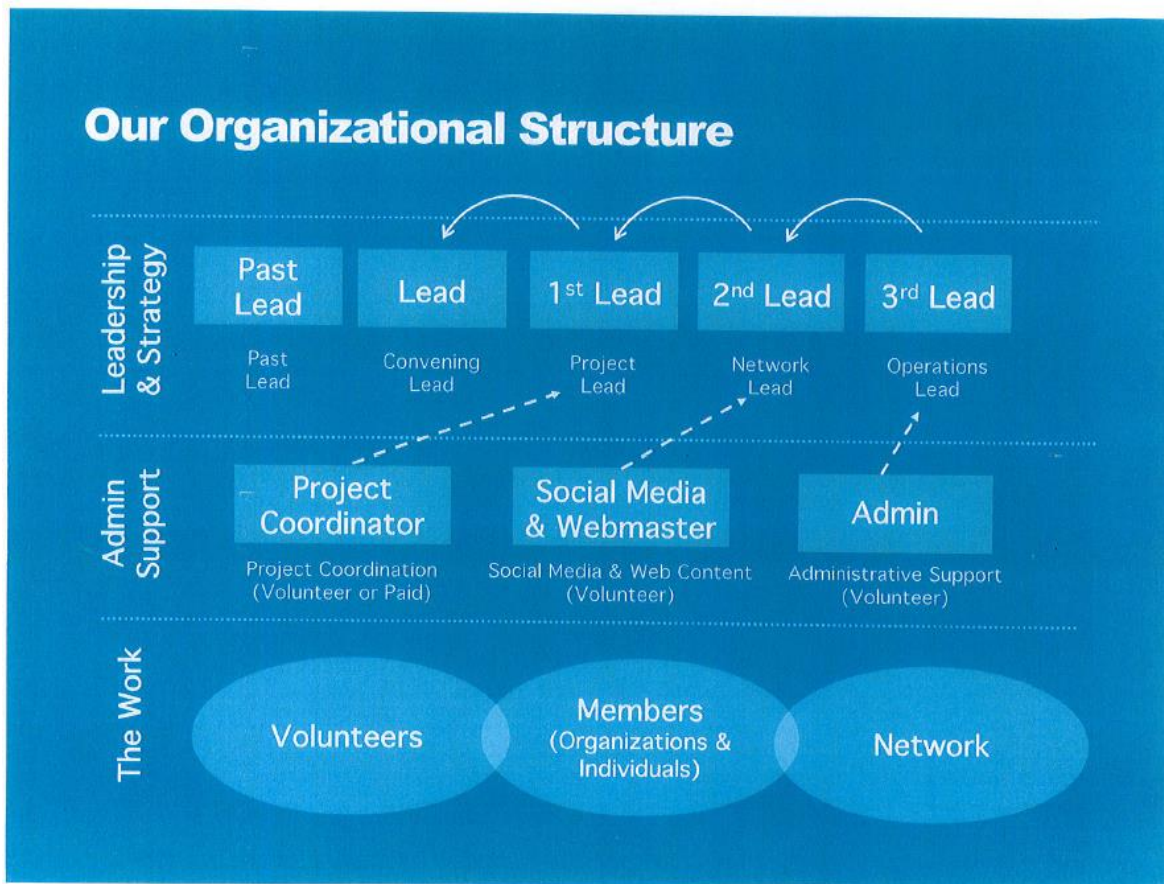 Our Organizational Structure
Leadership
& Strategy
Past
Lead
Lead
1st Lead
2nd Lead
3rd Lead
Past
Lead
Convening
Lead
Project
Lead
Network
Lead
Operations
Lead
Admin
Support
Project
Coordinator
Social Media
& Webmaster
Admin
Project Coordination
(Volunteer or Paid)
Social Media & Web Content
(Volunteer)
Administrative Support
(Volunteer)
The Work
Volunteers
Members
(Organizations &
Individuals)
Network